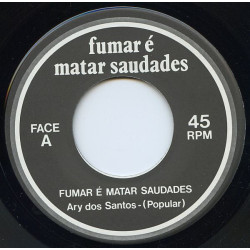 fumar é
matar saudades
FACE
A
45
RPM
FUMAR É MATAR SAUDADES
Ary dos Santos - (Popular)